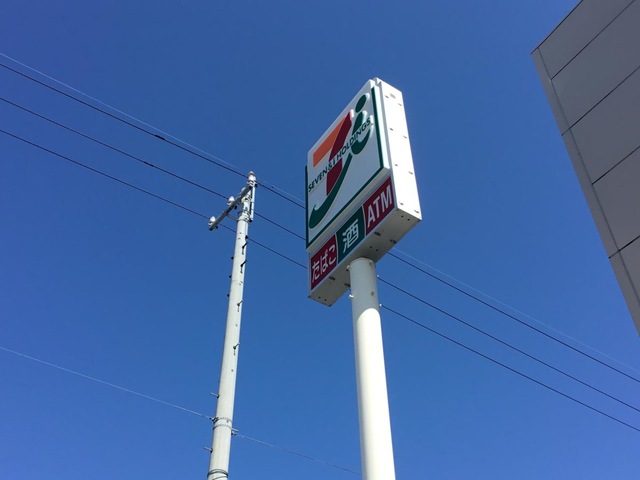 7&i
SEVEN&i HOLDINGS
たばこ 酒 ATM